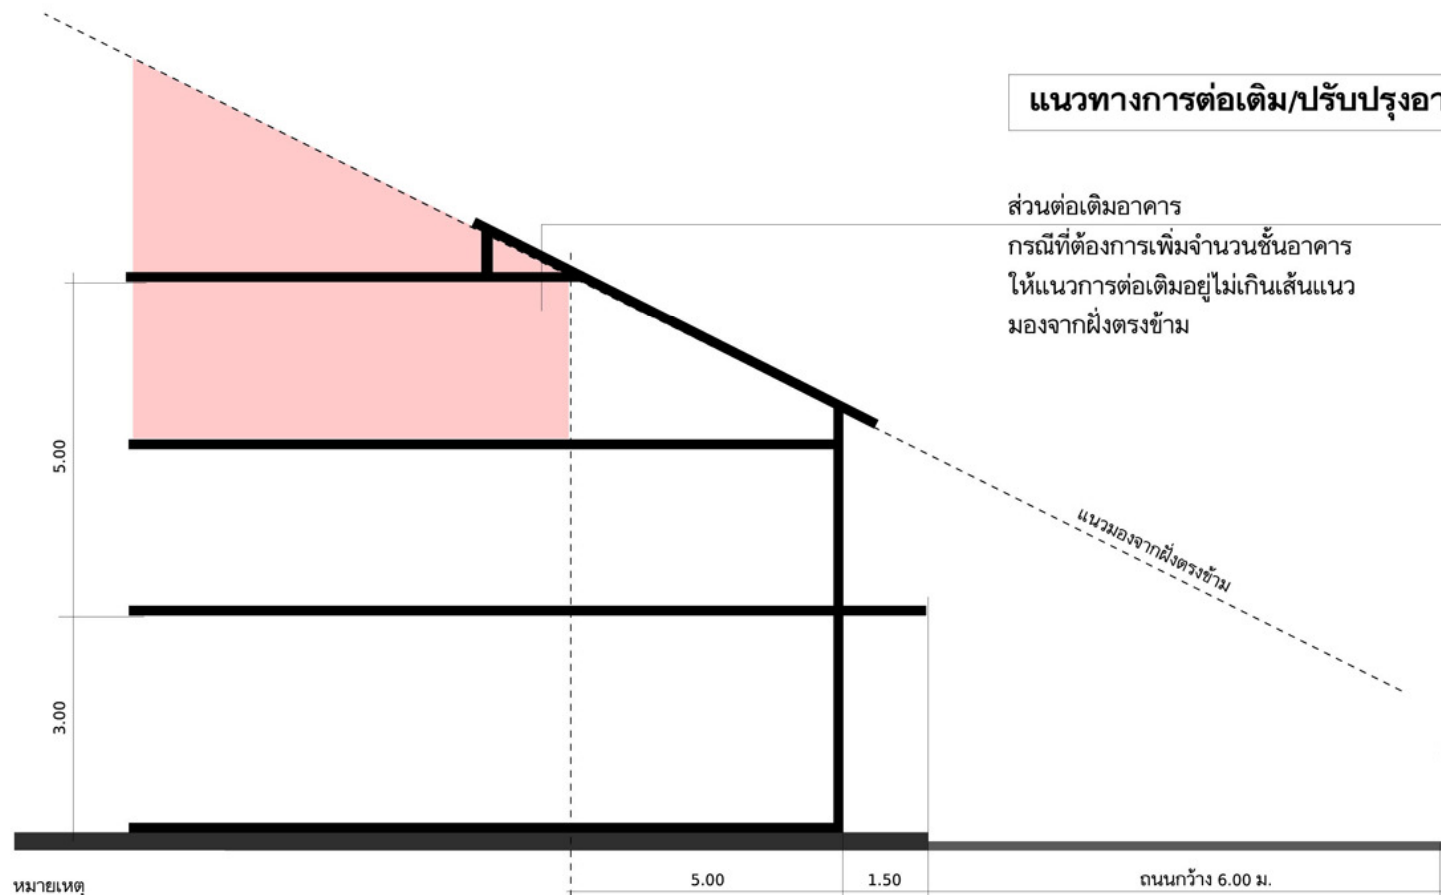 แนวทางการต่อเติม/ปรับปรุงอา
ส่วนต่อเติมอาคาร
กรณีที่ต้องการเพิ่มจำนวนชั้นอาคาร
ให้แนวการต่อเติมอยู่ไม่เกินเส้นแนว
มองจากฝั่งตรงข้าม
5.00
แนวมองจากฝั่งตรงข้าม
3.00
5.00
1.50
ถนนกว้าง 6.00 ม.
หมายเหตุ